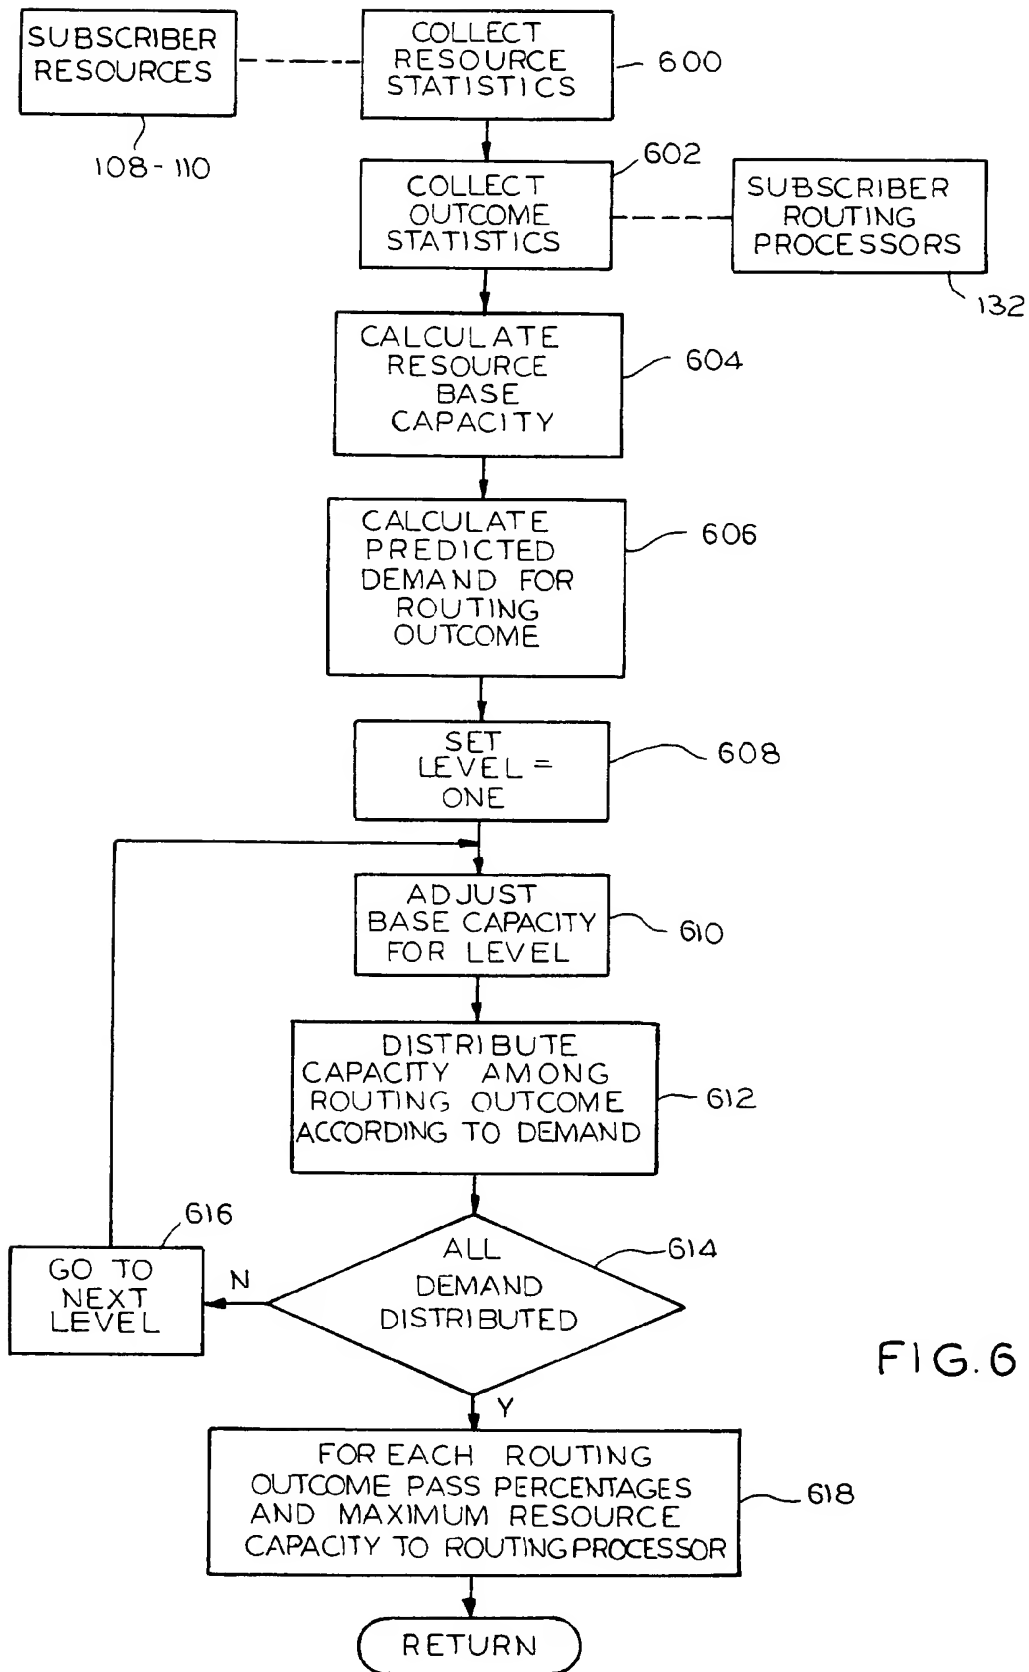 SUBSCRIBER
RESOURCES
108-110
COLLECT
RESOURCE
STATISTICS
600
COLLECT
OUTCOME
STATISTICS
602
SUBSCRIBER
ROUTING
PROCESSORS
132
CALCULATE
RESOURCE
BASE
CAPACITY
604
CALCULATE
PREDICTED
DEMAND FOR
ROUTING
OUTCOME
606
SET
LEVEL =
ONE
608
ADJUST
BASE CAPACITY
FOR LEVEL
610
DISTRIBUTE
CAPACITY AMONG
ROUTING OUTCOME
ACCORDING TO DEMAND
612
ALL
DEMAND
DISTRIBUTED
614
N
616
GO TO
NEXT
LEVEL
Y
FOR EACH ROUTING
OUTCOME PASS PERCENTAGES
AND MAXIMUM RESOURCE
CAPACITY TO ROUTING PROCESSOR
618
RETURN
FIG. 6